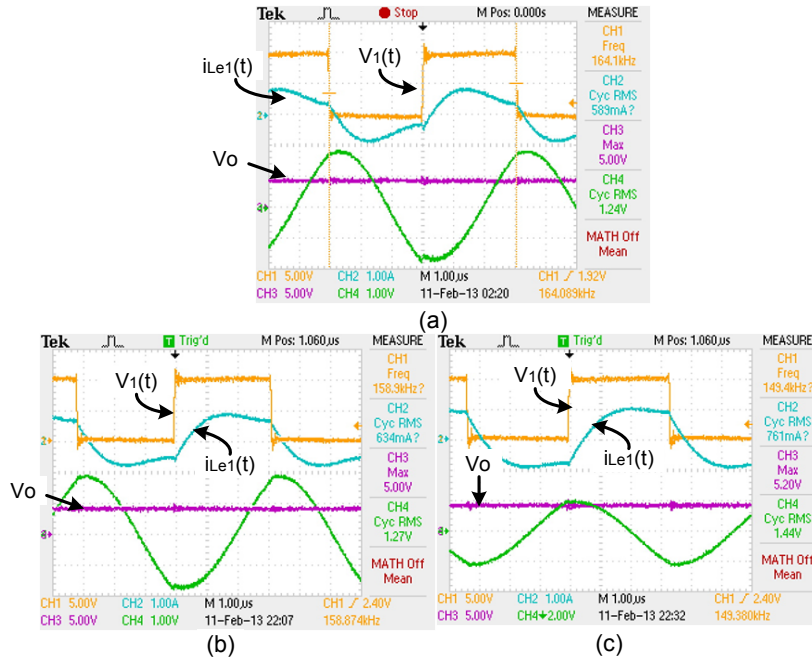 Tek Stop M Pos: 0.000s MEASURE
CH1
Freq
164.1kHz
CH2
Cyc RMS
589mA?
CH3
Max
5.00V
CH4
Cyc RMS
1.24V
MATH Off
Mean
iLe1(t)
V1(t)
Vo
2
3
CH1 5.00V CH2 1.00A M 1.00µs CH1 1.92V
CH3 5.00V CH4 1.00V 11-Feb-13 02:20 164.089kHz
(a)
Tek T Trig'd M Pos: 1.060µs MEASURE
CH1
Freq
158.9kHz?
CH2
Cyc RMS
634mA?
CH3
Max
5.00V
CH4
Cyc RMS
1.27V
MATH Off
Mean
V1(t)
iLe1(t)
Vo
2
CH1 5.00V CH2 1.00A M 1.00µs CH1 2.40V
CH3 5.00V CH4 1.00V 11-Feb-13 22:07 158.874kHz
(b)
Tek T Trig'd M Pos: 1.060µs MEASURE
CH1
Freq
149.4kHz?
CH2
Cyc RMS
761mA?
CH3
Max
5.20V
CH4
Cyc RMS
1.44V
MATH Off
Mean
V1(t)
iLe1(t)
Vo
2
CH1 5.00V CH2 1.00A M 1.00µs CH1 2.40V
CH3 5.00V CH4 2.00V 11-Feb-13 22:32 149.380kHz
(c)